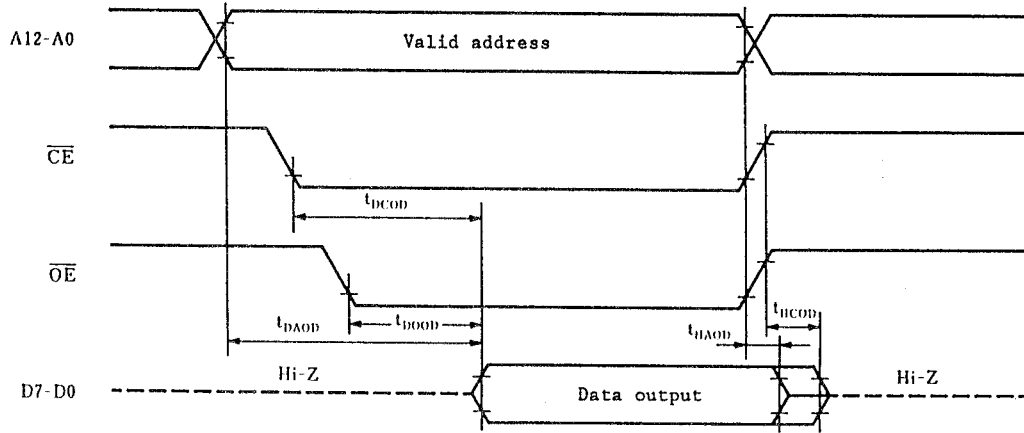 A12-A0
Valid address
CE
tDCOD
OE
tHCOD
tDAOD
tDOOD
tHAOD
Hi-Z
Hi-Z
D7-D0
Data output